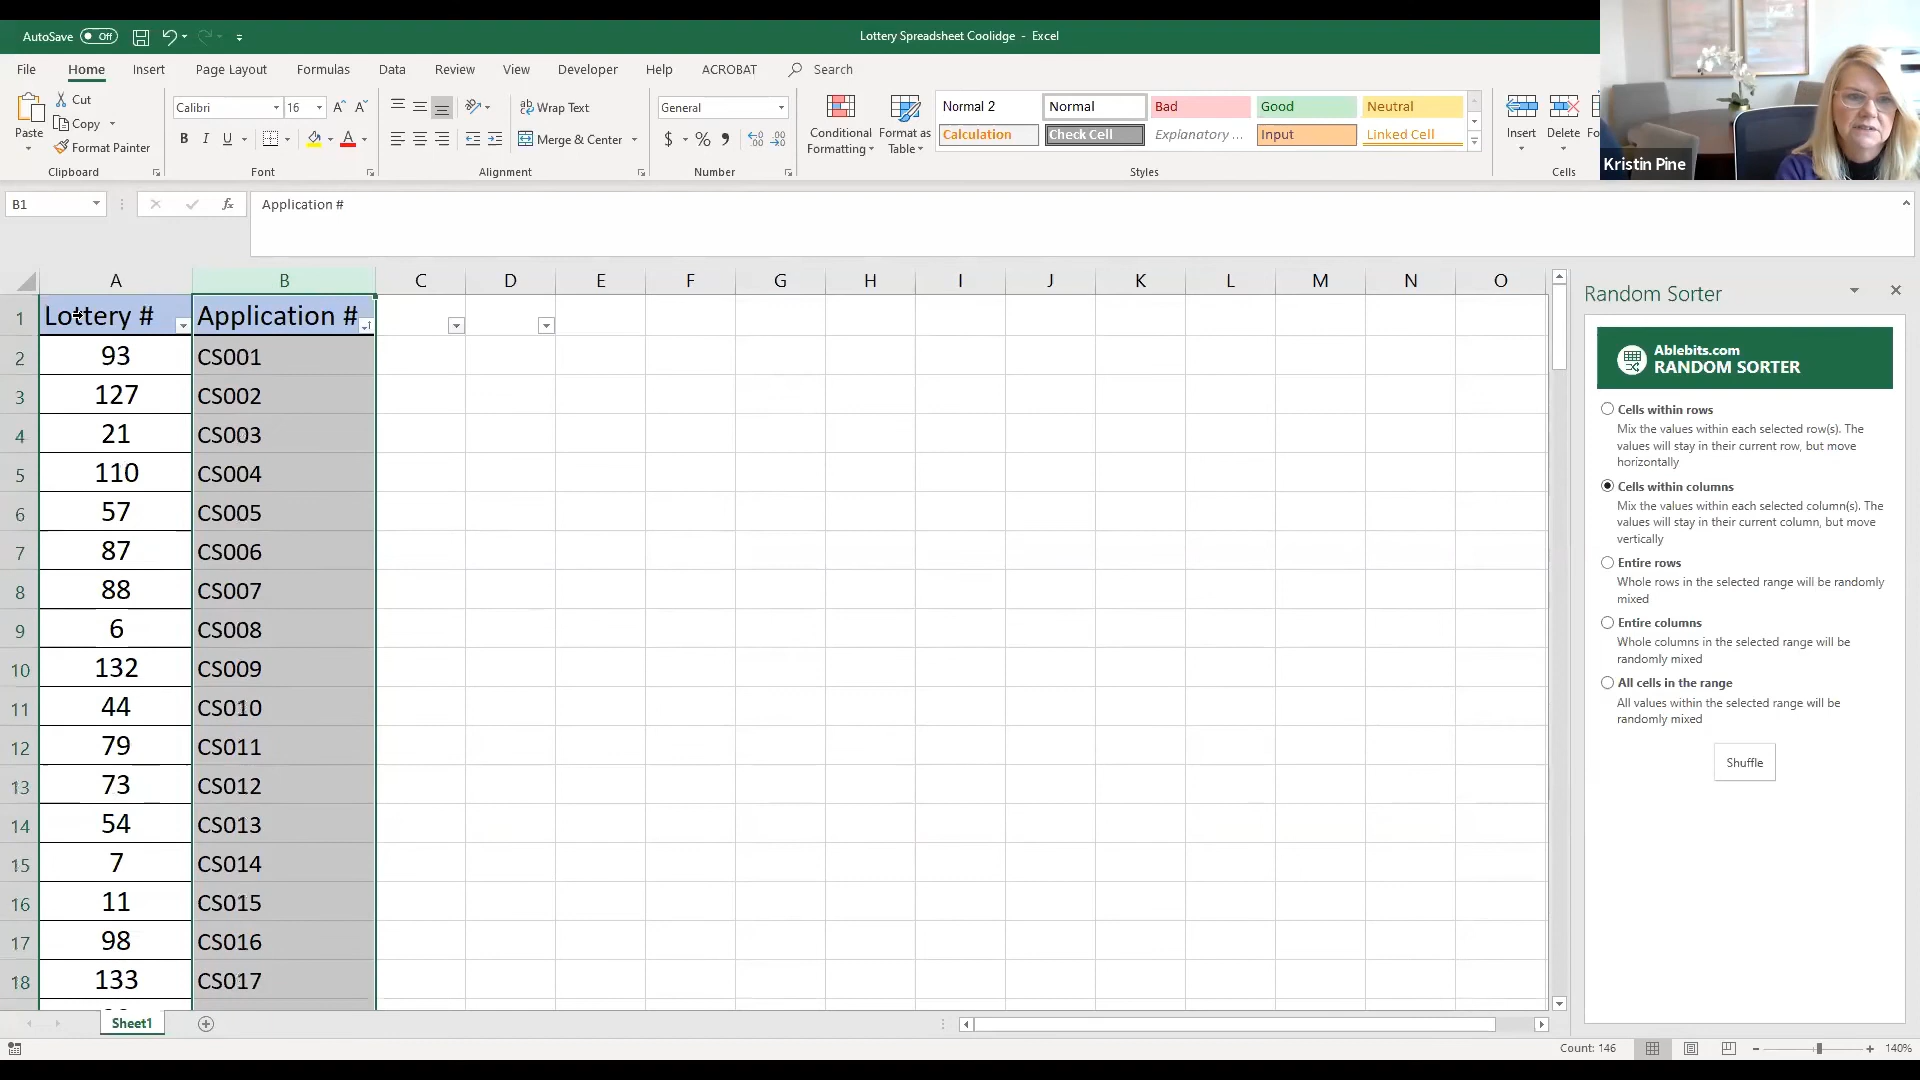 AutoSave Off
Lottery Spreadsheet Coolidge - Excel
File Home Insert Page Layout Formulas Data Review View Developer Help ACROBAT Search
Paste
Cut
Copy
Format Painter
Clipboard
Calibri 16
B I U
Font
Wrap Text
Merge & Center
Alignment
General
$ % 9
Number
Conditional Formatting
Format as Table
Normal 2 Normal Bad Good Neutral
Calculation Check Cell Explanatory ... Input Linked Cell
Styles
Insert Delete
Cells
Kristin Pine
B1 fx Application #
A B C D E F G H I J K L M N O
1 Lottery # Application #
2 93 CS001
3 127 CS002
4 21 CS003
5 110 CS004
6 57 CS005
7 87 CS006
8 88 CS007
9 6 CS008
10 132 CS009
11 44 CS010
12 79 CS011
13 73 CS012
14 54 CS013
15 7 CS014
16 11 CS015
17 98 CS016
18 133 CS017
Random Sorter
Ablebits.com
RANDOM SORTER
Cells within rows
Mix the values within each selected row(s). The
values will stay in their current row, but move
horizontally
Cells within columns
Mix the values within each selected column(s). The
values will stay in their current column, but move
vertically
Entire rows
Whole rows in the selected range will be randomly
mixed
Entire columns
Whole columns in the selected range will be
randomly mixed
All cells in the range
All values within the selected range will be
randomly mixed
Shuffle
Sheet1
Count: 146
140%